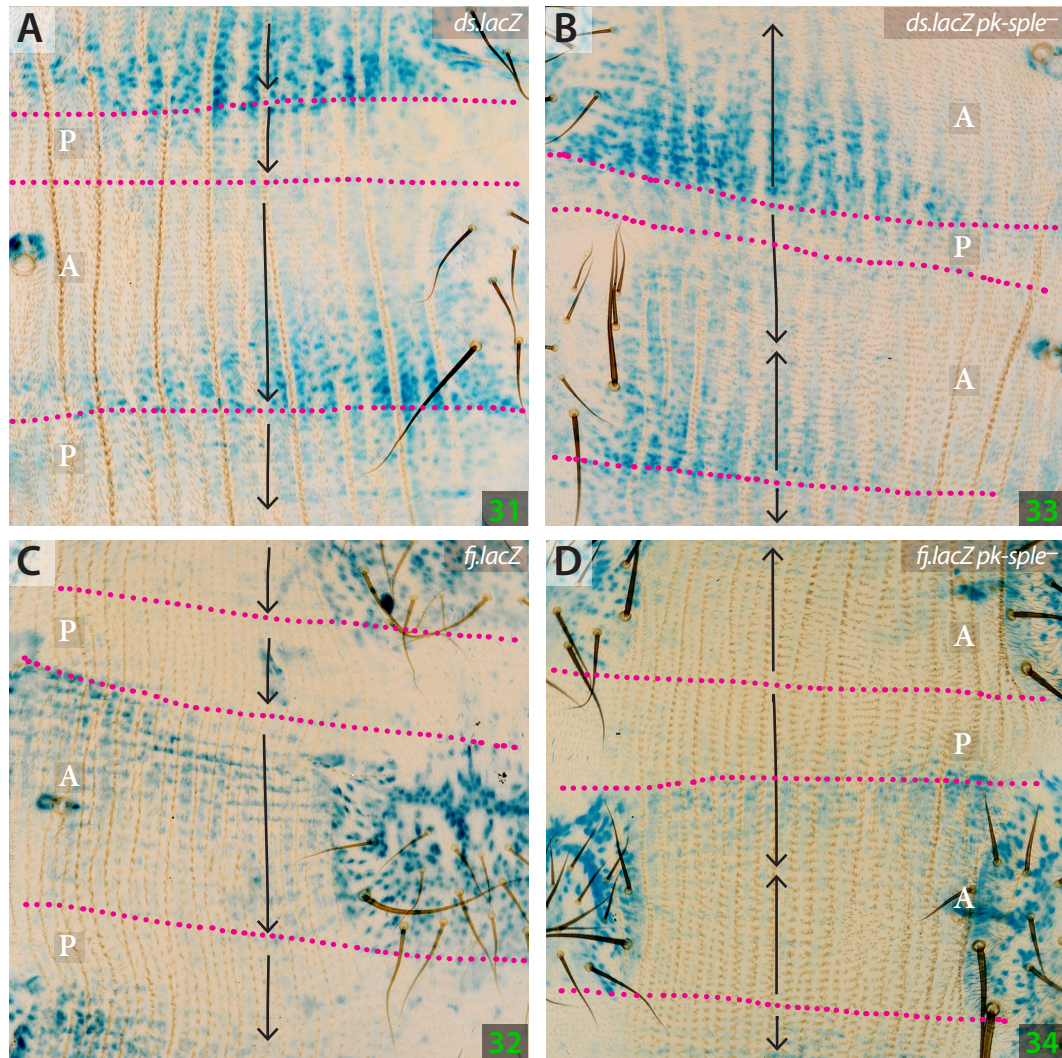 A
ds.lacZ
P
A
P
31
B
ds.lacZ pk-sple–
A
P
A
33
C
fj.lacZ
P
A
P
32
D
fj.lacZ pk-sple–
A
P
A
34